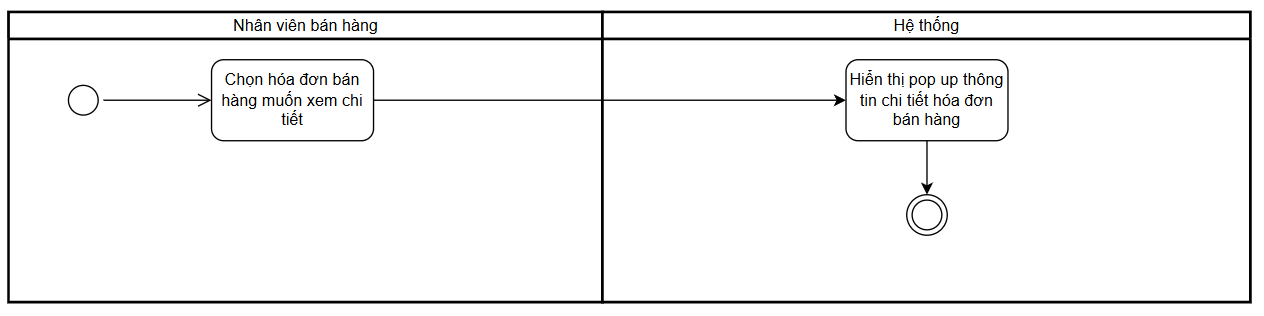 Nhân viên bán hàng
Hệ thống
Chọn hóa đơn bán
hàng muốn xem chi
tiết
Hiển thị pop up thông
tin chi tiết hóa đơn
bán hàng